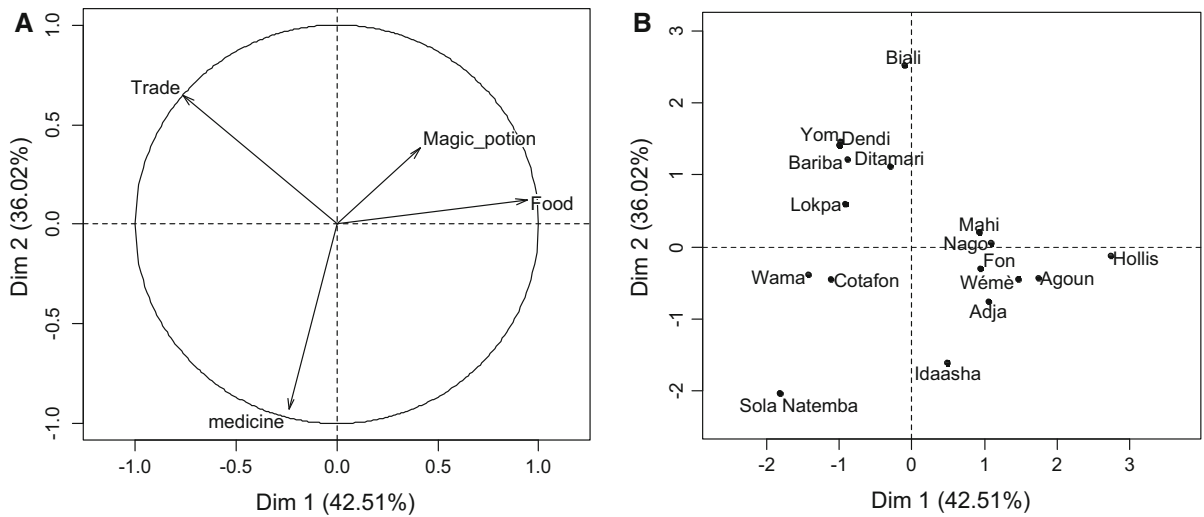 A
1.0
0.5
0.0
-0.5
-1.0
Dim 2 (36.02%)
Trade
Magic_potion
Food
medicine
-1.0 -0.5 0.0 0.5 1.0
Dim 1 (42.51%)
B
3
2
1
0
-1
-2
Dim 2 (36.02%)
Biali
Yom Dendi
Bariba Ditamari
Lokpa
Mahi
Nago
Fon Hollis
Wama Cotafon Wémè Agoun
Adja
Idaasha
Sola Natemba
-2 -1 0 1 2 3
Dim 1 (42.51%)